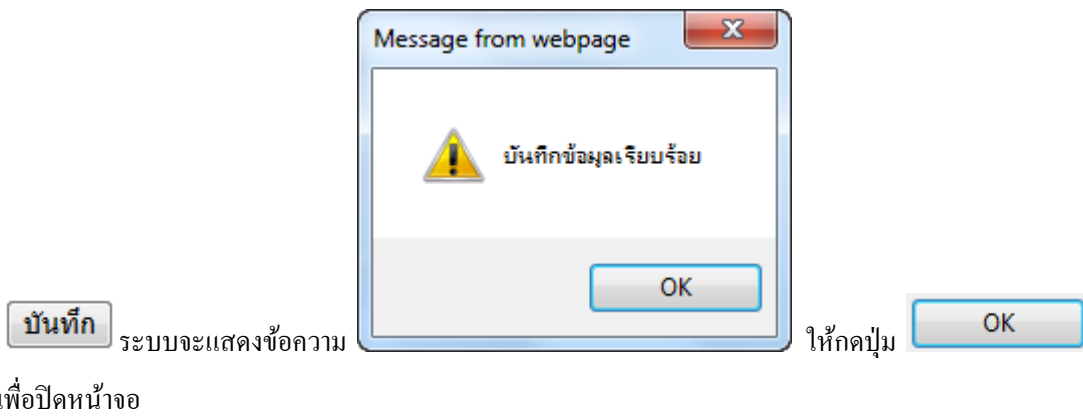 Message from webpage
บันทึกข้อมูลเรียบร้อย
OK
บันทึก ระบบจะแสดงข้อความ ให้กดปุ่ม OK
เพื่อปิดหน้าจอ